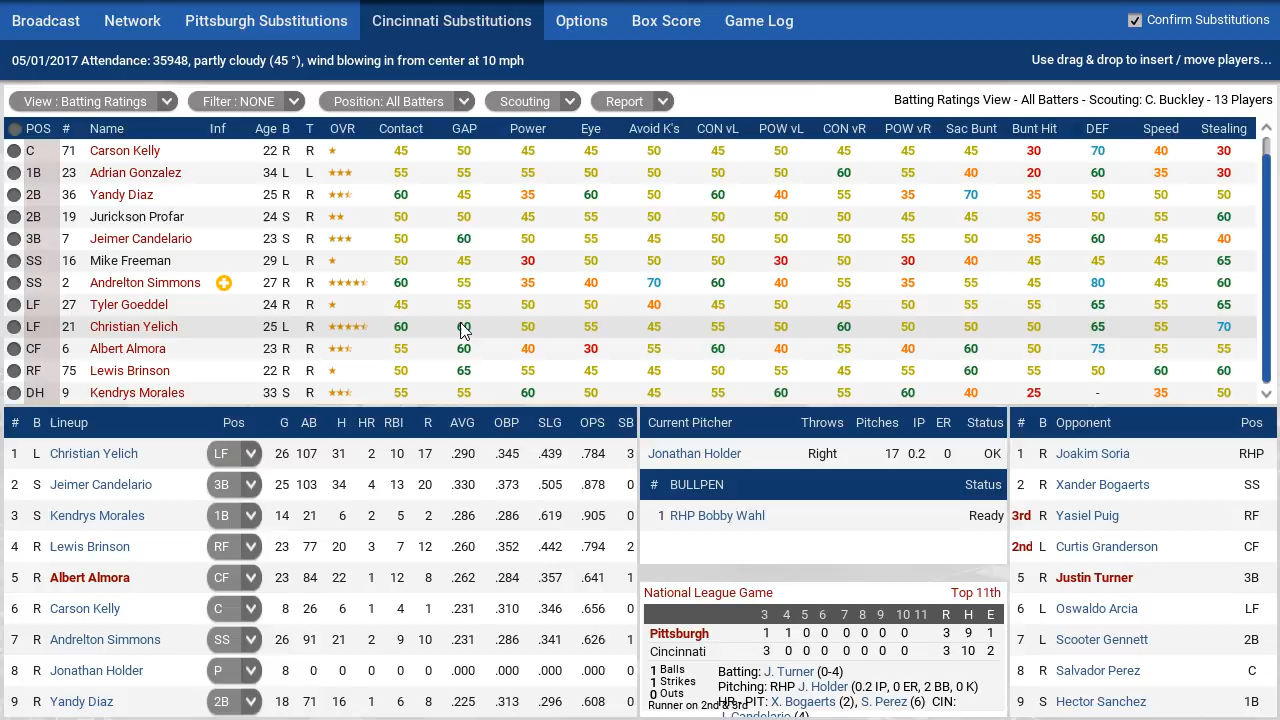 Broadcast Network Pittsburgh Substitutions Cincinnati Substitutions Options Box Score Game Log Confirm Substitutions
05/01/2017 Attendance: 35948, partly cloudy (45 °), wind blowing in from center at 10 mph Use drag & drop to insert / move players...
View : Batting Ratings Filter : NONE Position: All Batters Scouting Report Batting Ratings View - All Batters - Scouting: C. Buckley - 13 Players
POS # Name Inf Age B T OVR Contact GAP Power Eye Avoid K's CON vL POW vL CON vR POW vR Sac Bunt Bunt Hit DEF Speed Stealing
C 71 Carson Kelly 22 R R 45 50 45 45 50 45 45 45 45 45 30 70 40 30
1B 23 Adrian Gonzalez 34 L L 55 55 50 55 50 50 50 60 50 40 20 60 35 30
2B 36 Yandy Diaz 25 R R 60 45 35 60 50 60 40 55 35 70 35 50 45 50
2B 19 Jurickson Profar 24 S R 50 50 45 55 50 50 50 50 45 45 35 50 55 60
3B 7 Jeimer Candelario 23 S R 50 60 50 55 45 50 50 50 55 50 35 60 45 40
SS 16 Mike Freeman 29 L R 50 45 30 50 45 50 30 50 30 40 45 45 45 65
SS 2 Andrelton Simmons 27 R R 60 55 35 40 70 60 40 55 35 55 45 80 45 60
LF 27 Tyler Goeddel 24 R R 45 55 50 50 40 45 50 45 50 55 55 65 55 65
LF 21 Christian Yelich 25 L R 60 50 55 45 55 50 60 50 50 50 65 55 70
CF 6 Albert Almora 23 R R 55 60 40 30 55 60 40 55 40 60 50 75 55 55
RF 75 Lewis Brinson 22 R R 50 65 55 45 45 50 55 50 55 60 50 55 60 60
DH 9 Kendrys Morales 33 S R 55 55 60 50 50 55 60 55 60 40 25 - 35 50
# B Lineup Pos G AB H HR RBI R AVG OBP SLG OPS SB
1 L Christian Yelich LF 26 107 31 2 10 17 .290 .345 .439 .784 3
2 S Jeimer Candelario 3B 25 103 34 4 13 20 .330 .373 .505 .878 0
3 S Kendrys Morales 1B 14 21 6 2 5 2 .286 .286 .619 .905 0
4 R Lewis Brinson RF 23 77 20 3 7 12 .260 .352 .442 .794 2
5 R Albert Almora CF 23 84 22 1 12 8 .262 .284 .357 .641 1
6 R Carson Kelly C 8 26 6 1 4 1 .231 .310 .346 .656 0
7 R Andrelton Simmons SS 26 91 21 2 9 10 .231 .286 .341 .626 1
8 R Jonathan Holder P 8 0 0 0 0 0 .000 .000 .000 .000 0
9 R Yandy Diaz 2B 18 71 16 1 6 8 .225 .313 .296 .608 0
Current Pitcher Throws Pitches IP ER Status
Jonathan Holder Right 17 0.2 0 OK
# BULLPEN Status
1 RHP Bobby Wahl Ready
National League Game Top 11th
3 4 5 6 7 8 9 10 11 R H E
Pittsburgh 1 1 0 0 0 0 0 0 3 9 1
Cincinnati 3 0 0 0 0 0 0 0 3 10 2
1 Balls
1 Strikes
0 Outs
Runner on 2nd & 3rd
Batting: J. Turner (0-4)
Pitching: RHP J. Holder (0.2 IP, 0 ER, 2 BB, 0 K)
HR: PIT: X. Bogaerts (2), S. Perez (6) CIN:
J. Candelario (4)
# B Opponent Pos
1 R Joakim Soria RHP
2 R Xander Bogaerts SS
3rd R Yasiel Puig RF
2nd L Curtis Granderson CF
5 R Justin Turner 3B
6 L Oswaldo Arcia LF
7 L Scooter Gennett 2B
8 R Salvador Perez C
9 S Hector Sanchez 1B